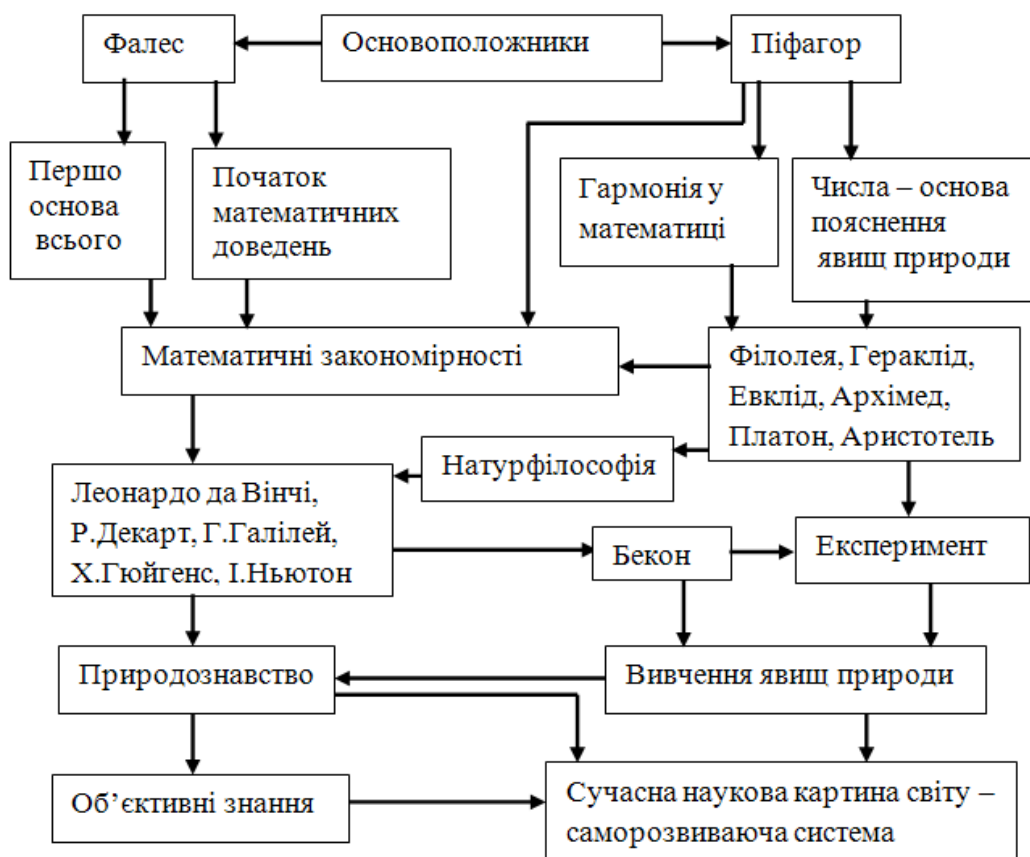 Фалес
Основоположники
Піфагор
Першо
основа
всього
Початок
математичних
доведень
Гармонія у
математиці
Числа – основа
пояснення
явищ природи
Математичні закономірності
Філолея, Гераклід,
Евклід, Архімед,
Платон, Аристотель
Натурфілософія
Леонардо да Вінчі,
Р.Декарт, Г.Галілей,
Х.Гюйгенс, І.Ньютон
Бекон
Експеримент
Природознавство
Вивчення явищ природи
Об’єктивні знання
Сучасна наукова картина світу –
саморозвиваюча система